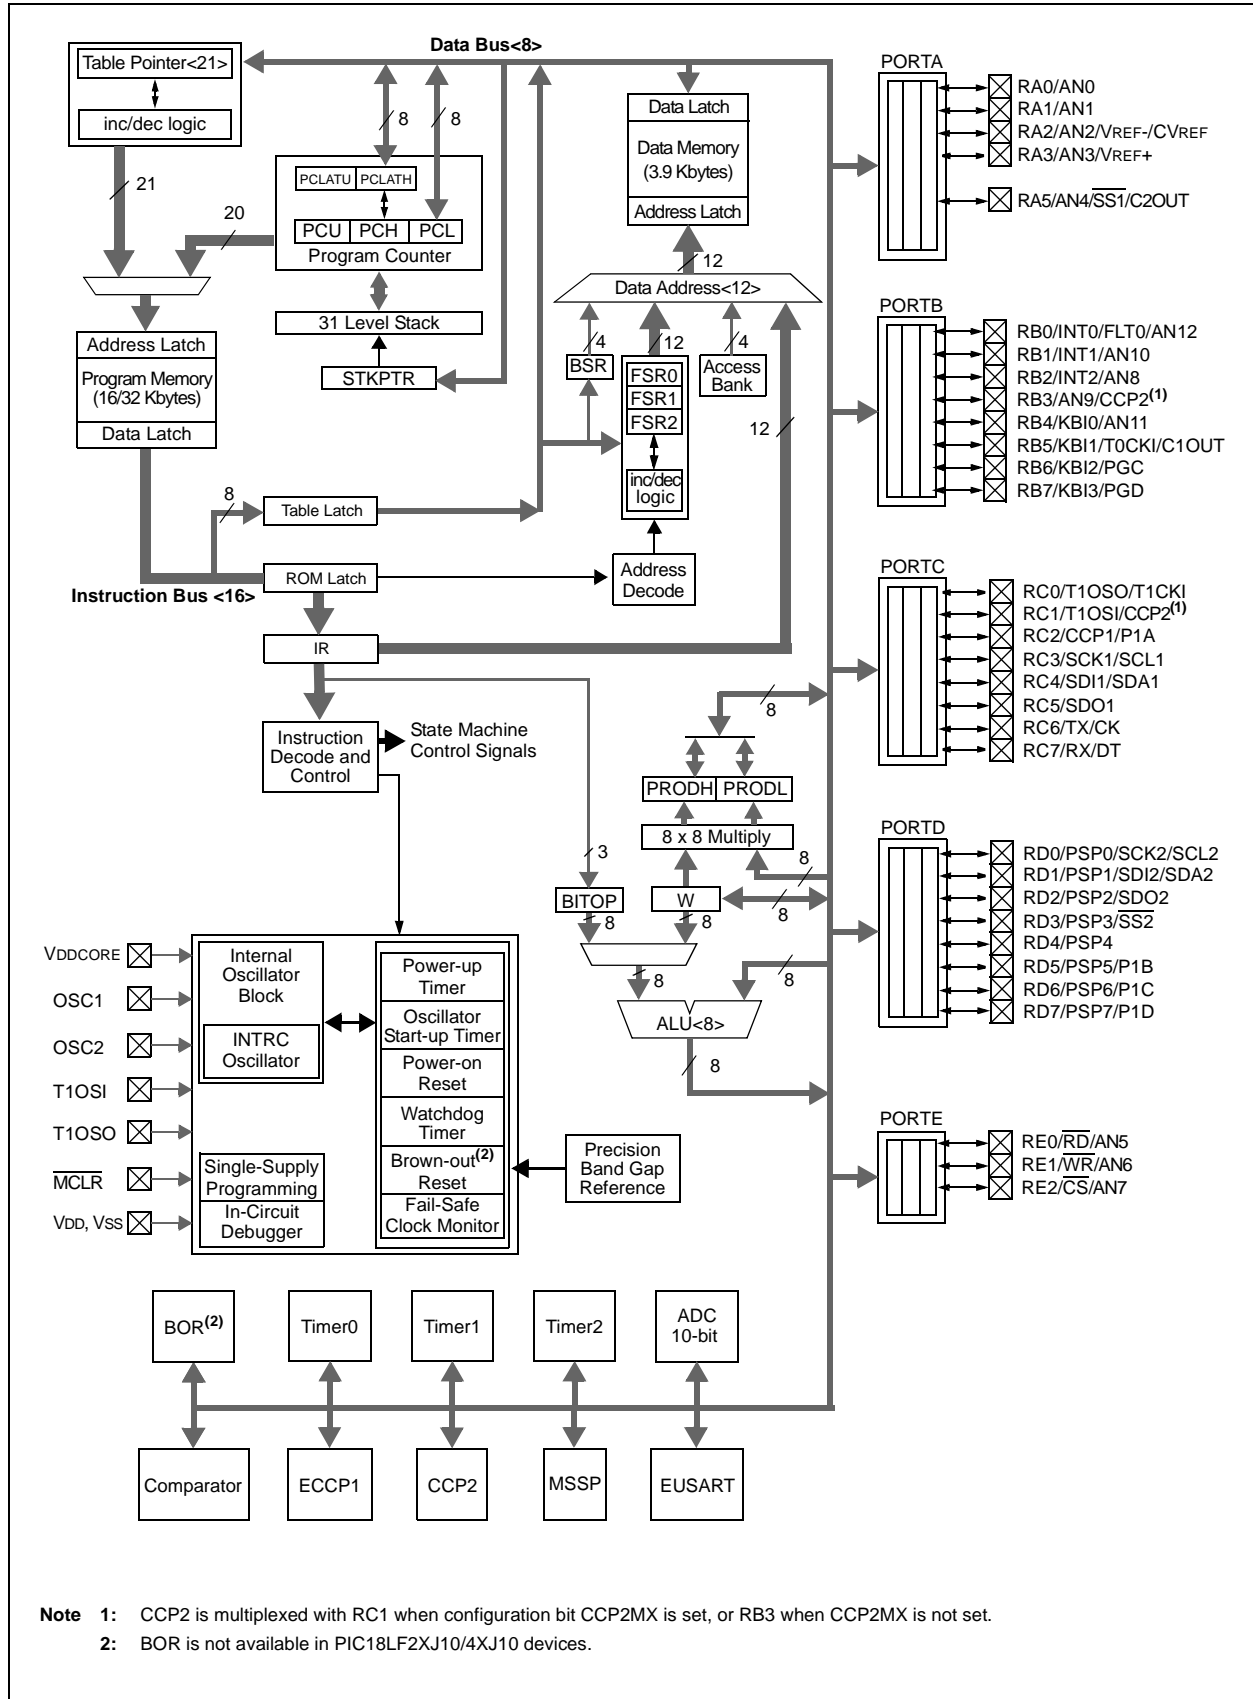 Data Bus<8>
Table Pointer<21>
inc/dec logic
21
20
8
8
PCLATU
PCLATH
PCU
PCH
PCL
Program Counter
31 Level Stack
STKPTR
Address Latch
Program Memory
(16/32 Kbytes)
Data Latch
8
Table Latch
ROM Latch
Instruction Bus <16>
IR
Data Latch
Data Memory
(3.9 Kbytes)
Address Latch
12
Data Address<12>
4
12
4
BSR
FSR0
FSR1
FSR2
inc/dec
logic
Access
Bank
12
Address
Decode
Instruction
Decode and
Control
State Machine
Control Signals
8
PRODH
PRODL
8 x 8 Multiply
3
8
BITOP
W
8
8
8
8
8
ALU<8>
8
VDDCORE
OSC1
OSC2
T1OSI
T1OSO
MCLR
VDD, VSS
Internal
Oscillator
Block
INTRC
Oscillator
Single-Supply
Programming
In-Circuit
Debugger
Power-up
Timer
Oscillator
Start-up Timer
Power-on
Reset
Watchdog
Timer
Brown-out(2)
Reset
Fail-Safe
Clock Monitor
Precision
Band Gap
Reference
PORTA
RA0/AN0
RA1/AN1
RA2/AN2/VREF-/CVREF
RA3/AN3/VREF+
RA5/AN4/SS1/C2OUT
PORTB
RB0/INT0/FLT0/AN12
RB1/INT1/AN10
RB2/INT2/AN8
RB3/AN9/CCP2(1)
RB4/KBI0/AN11
RB5/KBI1/T0CKI/C1OUT
RB6/KBI2/PGC
RB7/KBI3/PGD
PORTC
RC0/T1OSO/T1CKI
RC1/T1OSI/CCP2(1)
RC2/CCP1/P1A
RC3/SCK1/SCL1
RC4/SDI1/SDA1
RC5/SDO1
RC6/TX/CK
RC7/RX/DT
PORTD
RD0/PSP0/SCK2/SCL2
RD1/PSP1/SDI2/SDA2
RD2/PSP2/SDO2
RD3/PSP3/SS2
RD4/PSP4
RD5/PSP5/P1B
RD6/PSP6/P1C
RD7/PSP7/P1D
PORTE
RE0/RD/AN5
RE1/WR/AN6
RE2/CS/AN7
BOR(2)
Timer0
Timer1
Timer2
ADC
10-bit
Comparator
ECCP1
CCP2
MSSP
EUSART
Note 1: CCP2 is multiplexed with RC1 when configuration bit CCP2MX is set, or RB3 when CCP2MX is not set.
2: BOR is not available in PIC18LF2XJ10/4XJ10 devices.